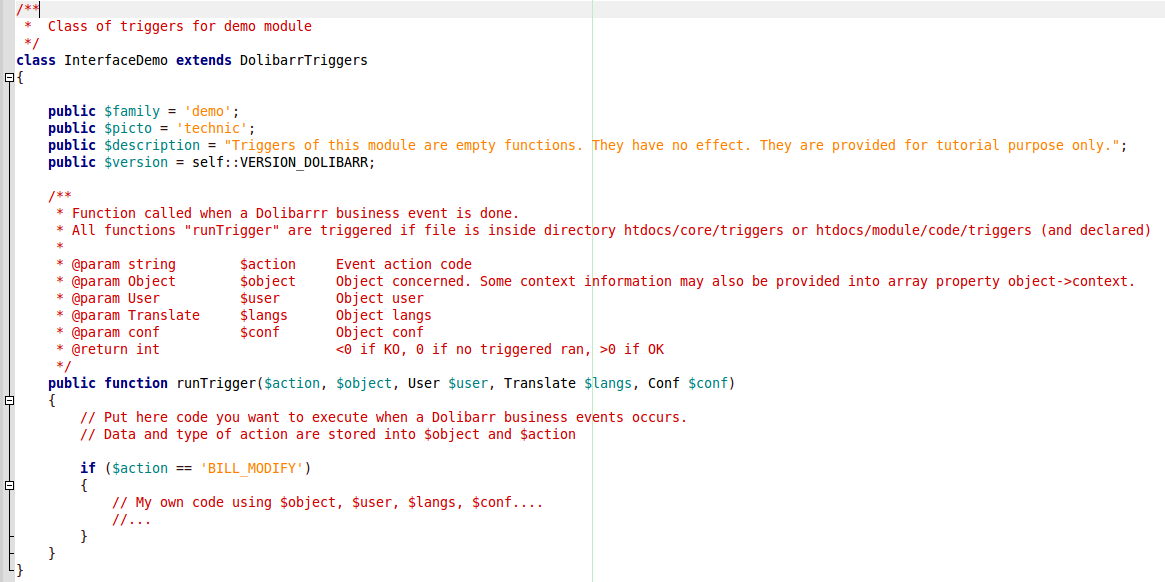 /**
 *  Class of triggers for demo module
 */
class InterfaceDemo extends DolibarrTriggers
{
    public $family = 'demo';
    public $picto = 'technic';
    public $description = "Triggers of this module are empty functions. They have no effect. They are provided for tutorial purpose only.";
    public $version = self::VERSION_DOLIBARR;
    /**
     * Function called when a Dolibarrr business event is done.
     * All functions "runTrigger" are triggered if file is inside directory htdocs/core/triggers or htdocs/module/code/triggers (and declared)
     *
     * @param string        $action     Event action code
     * @param Object        $object     Object concerned. Some context information may also be provided into array property object->context.
     * @param User          $user       Object user
     * @param Translate     $langs      Object langs
     * @param conf          $conf       Object conf
     * @return int                      <0 if KO, 0 if no triggered ran, >0 if OK
     */
    public function runTrigger($action, $object, User $user, Translate $langs, Conf $conf)
    {
        // Put here code you want to execute when a Dolibarr business events occurs.
        // Data and type of action are stored into $object and $action
        if ($action == 'BILL_MODIFY')
        {
            // My own code using $object, $user, $langs, $conf....
            //...
        }
    }
}